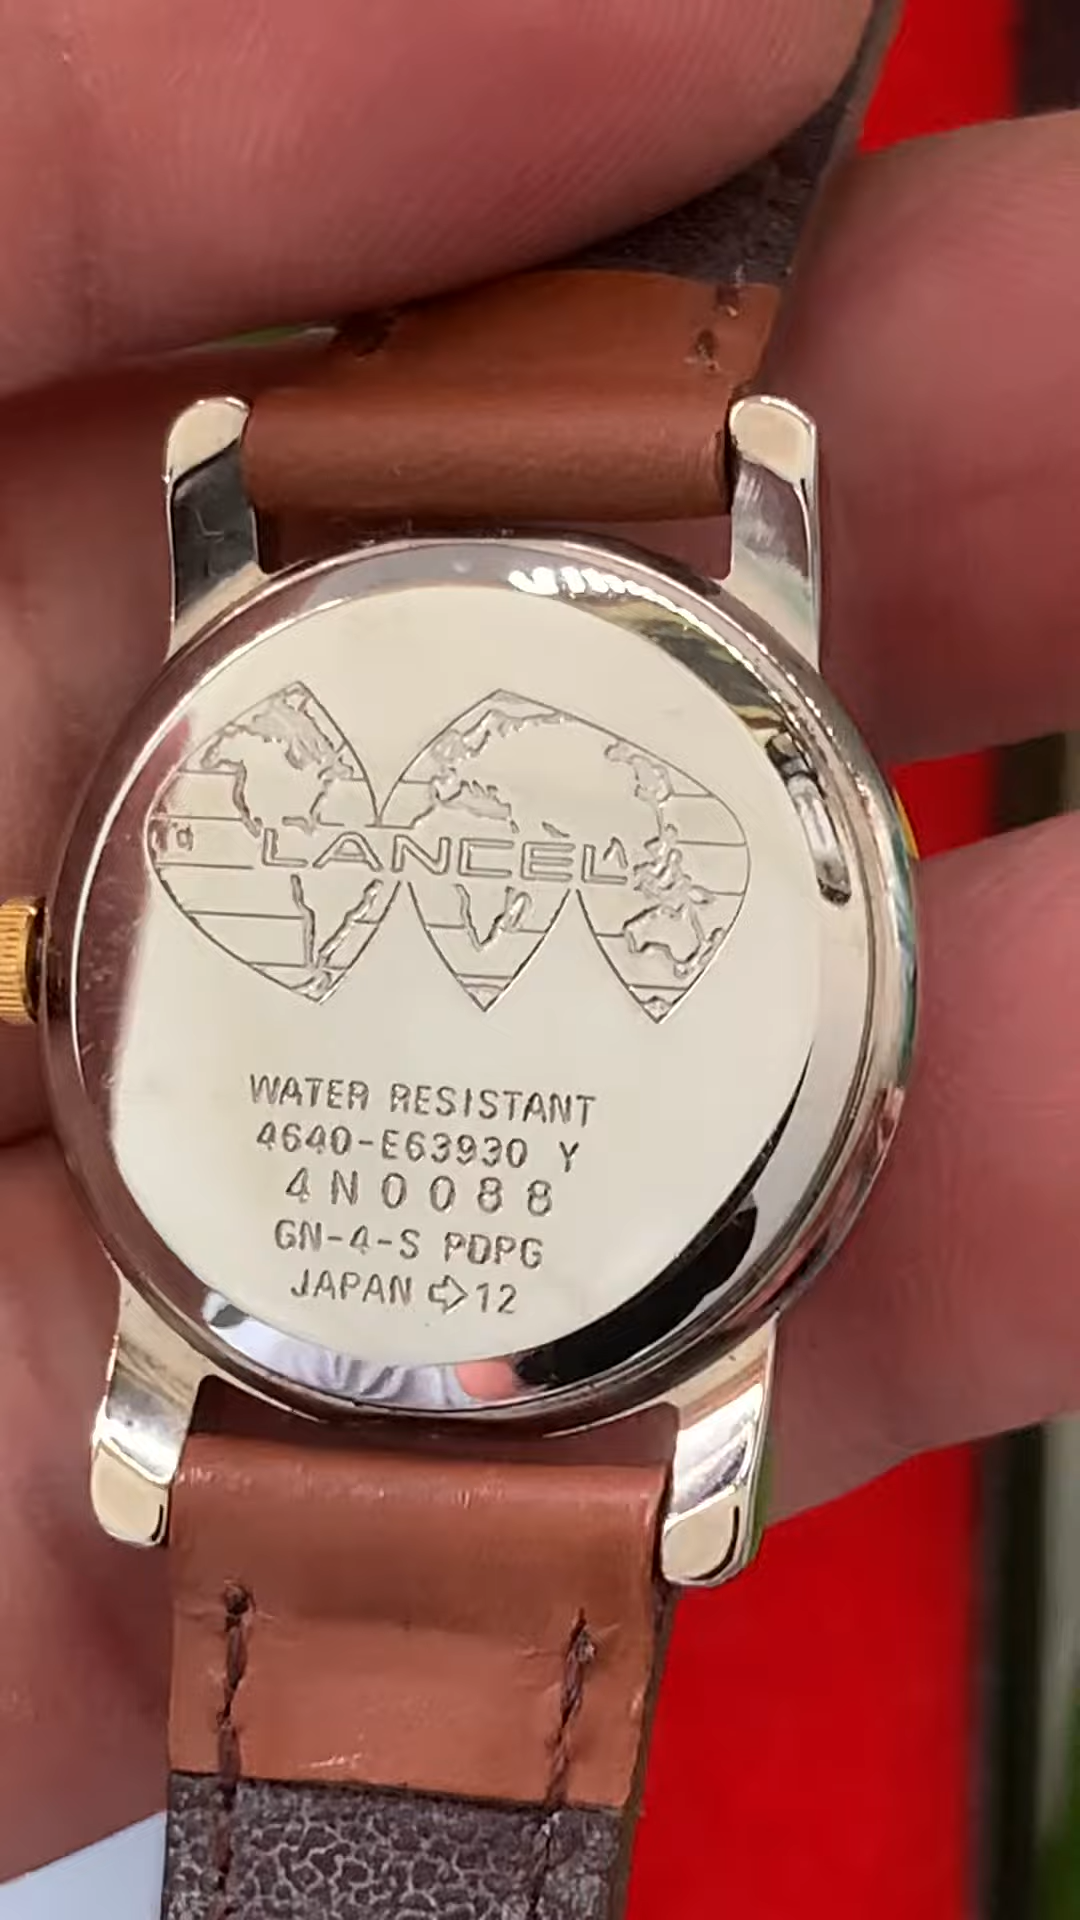 LANCEL
WATER RESISTANT
4640-E63930 Y
4N0088
GN-4-S PDPG
JAPAN ⇨12